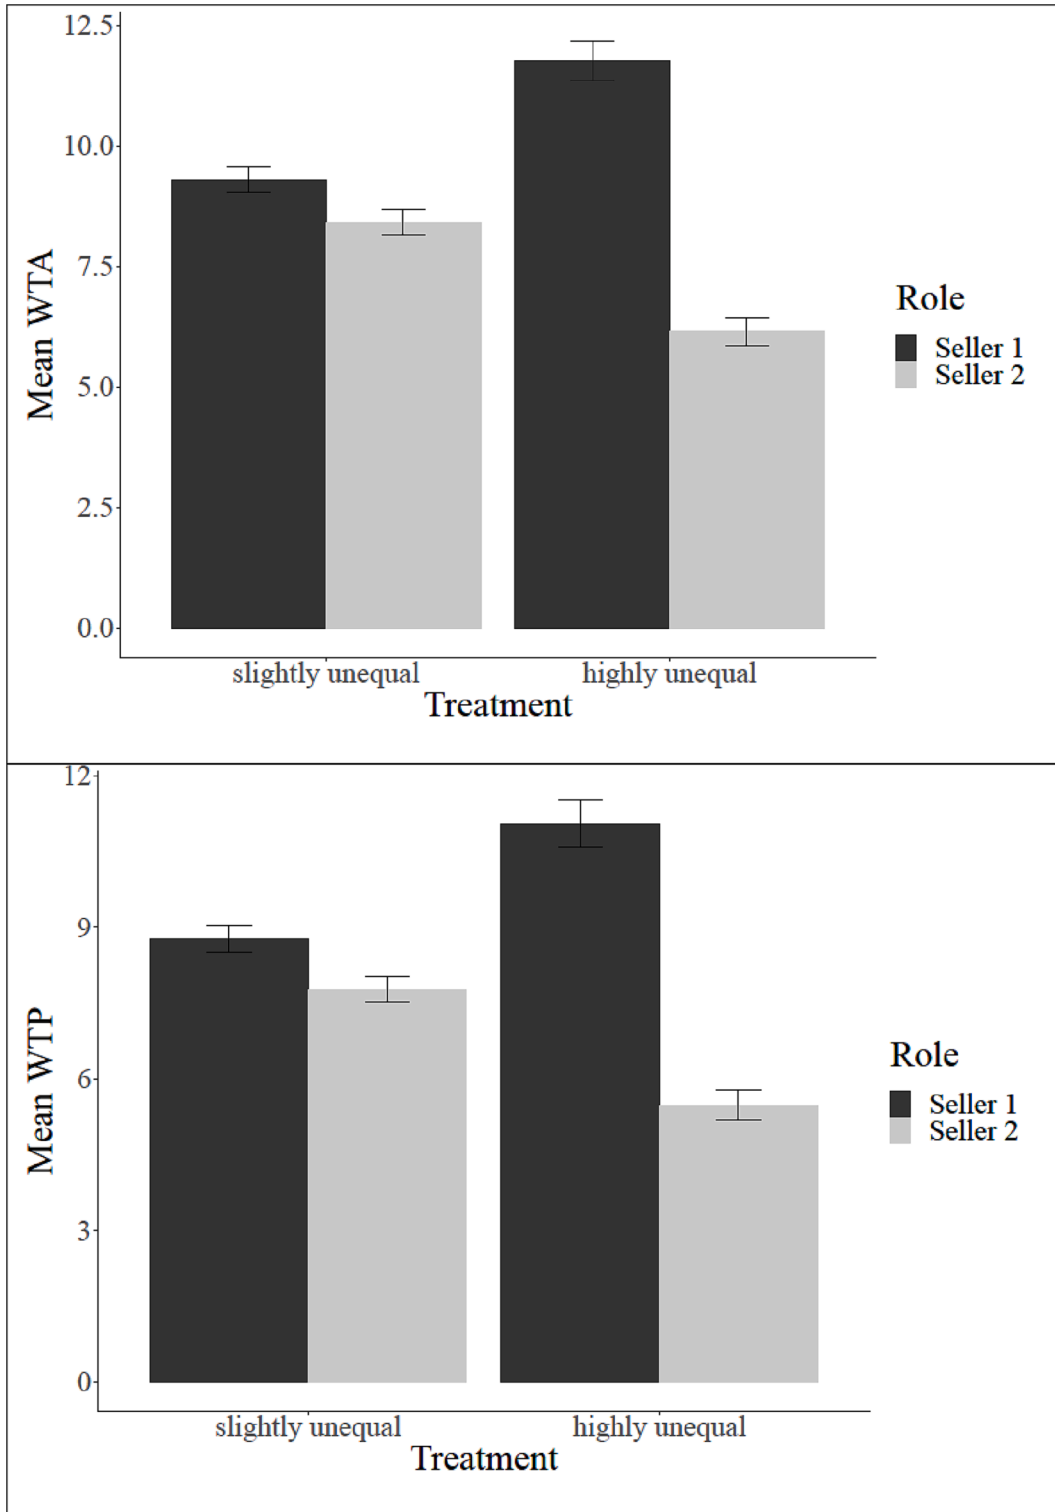 12.5
10.0
7.5
5.0
2.5
0.0
Mean WTA
slightly unequal
highly unequal
Treatment
Role
Seller 1
Seller 2
12
9
6
3
0
Mean WTP
slightly unequal
highly unequal
Treatment
Role
Seller 1
Seller 2